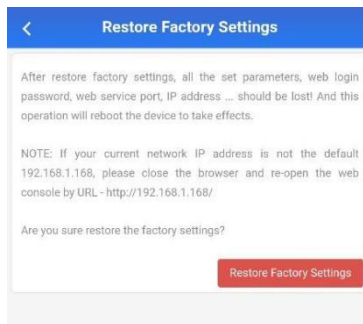 Restore Factory Settings
After restore factory settings, all the set parameters, web login
password, web service port, IP address ... should be lost! And this
operation will reboot the device to take effects.
NOTE: If your current network IP address is not the default
192.168.1.168, please close the browser and re-open the web
console by URL - http://192.168.1.168/
Are you sure restore the factory settings?
Restore Factory Settings